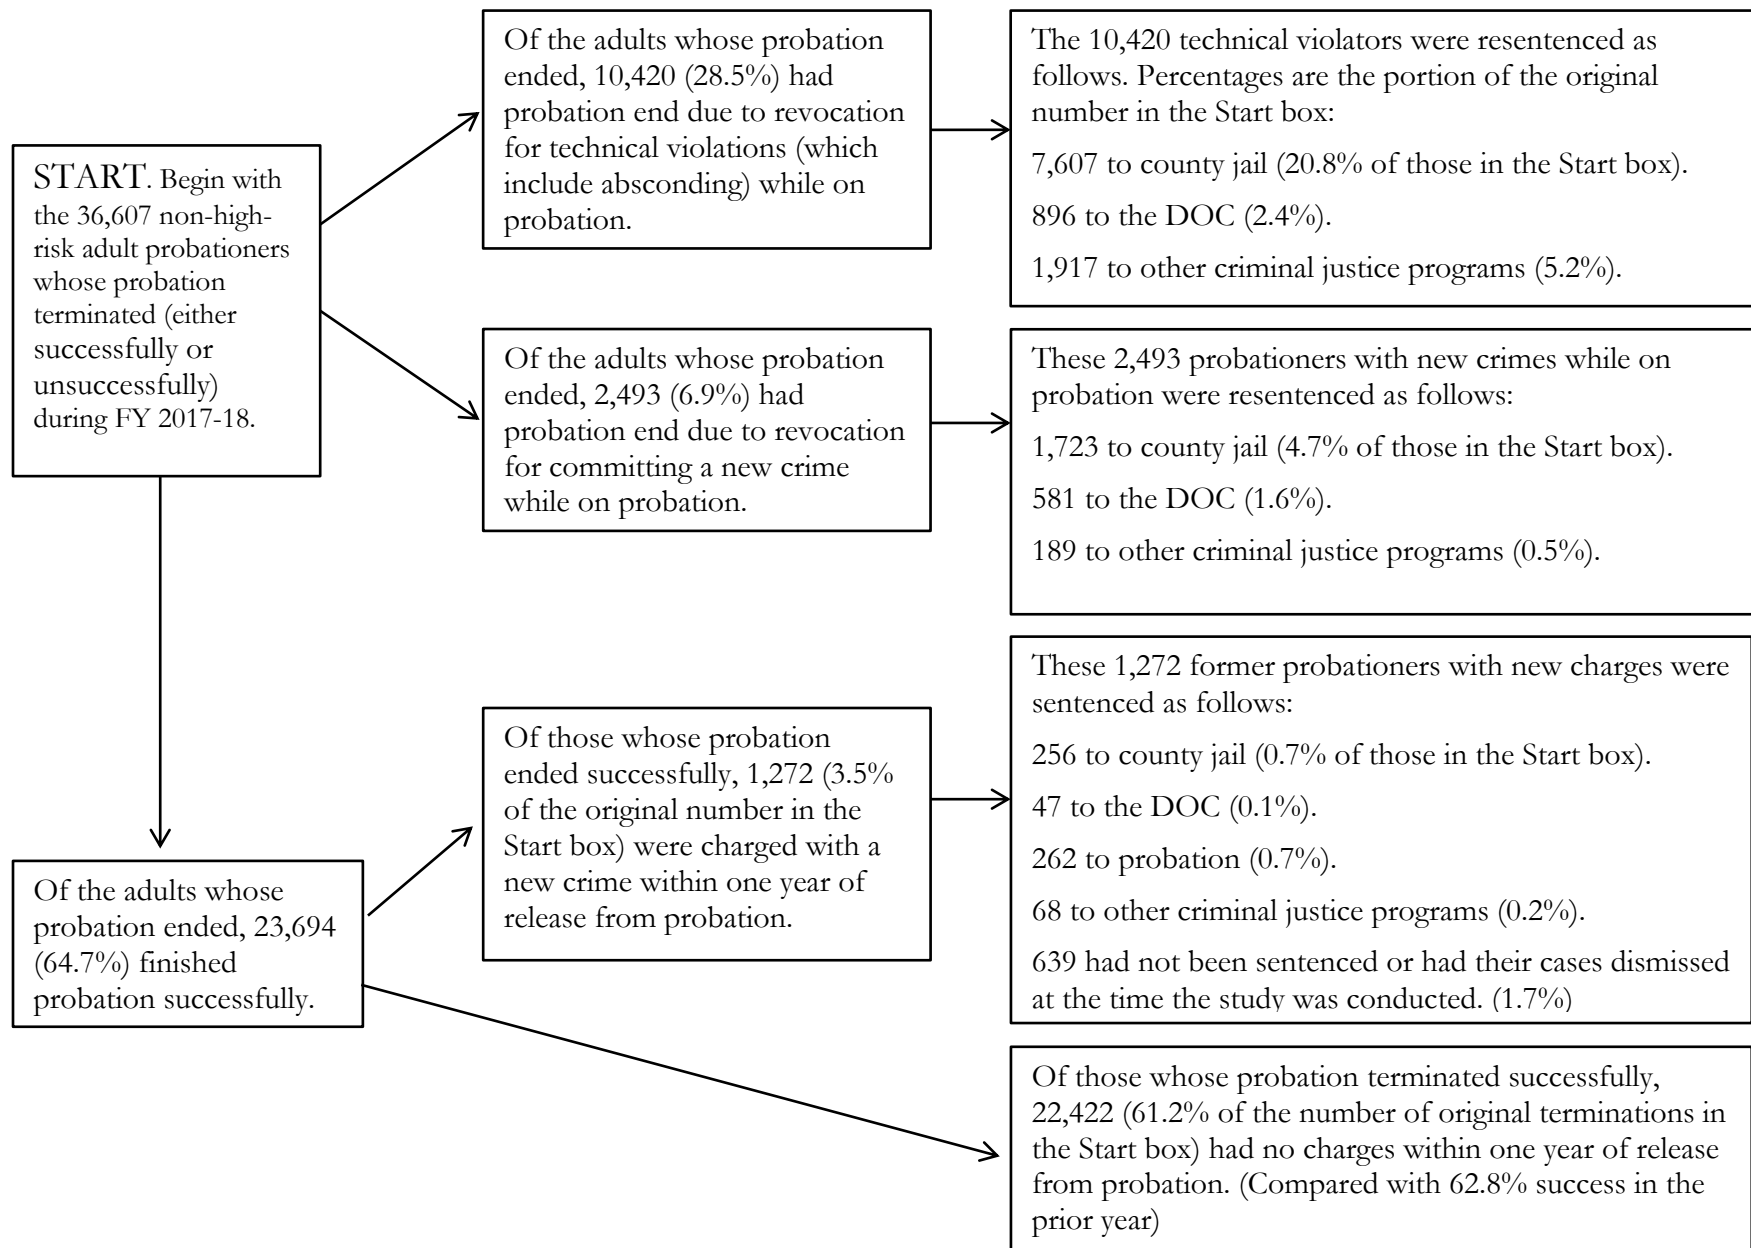 START. Begin with
the 36,607 non-high-
risk adult probationers
whose probation
terminated (either
successfully or
unsuccessfully)
during FY 2017-18.
Of the adults whose probation
ended, 10,420 (28.5%) had
probation end due to revocation
for technical violations (which
include absconding) while on
probation.
The 10,420 technical violators were resentenced as
follows. Percentages are the portion of the original
number in the Start box:
7,607 to county jail (20.8% of those in the Start box).
896 to the DOC (2.4%).
1,917 to other criminal justice programs (5.2%).
Of the adults whose probation
ended, 2,493 (6.9%) had
probation end due to revocation
for committing a new crime
while on probation.
These 2,493 probationers with new crimes while on
probation were resentenced as follows:
1,723 to county jail (4.7% of those in the Start box).
581 to the DOC (1.6%).
189 to other criminal justice programs (0.5%).
Of the adults whose
probation ended, 23,694
(64.7%) finished
probation successfully.
Of those whose probation
ended successfully, 1,272 (3.5%
of the original number in the
Start box) were charged with a
new crime within one year of
release from probation.
These 1,272 former probationers with new charges were
sentenced as follows:
256 to county jail (0.7% of those in the Start box).
47 to the DOC (0.1%).
262 to probation (0.7%).
68 to other criminal justice programs (0.2%).
639 had not been sentenced or had their cases dismissed
at the time the study was conducted. (1.7%)
Of those whose probation terminated successfully,
22,422 (61.2% of the number of original terminations in
the Start box) had no charges within one year of release
from probation. (Compared with 62.8% success in the
prior year)